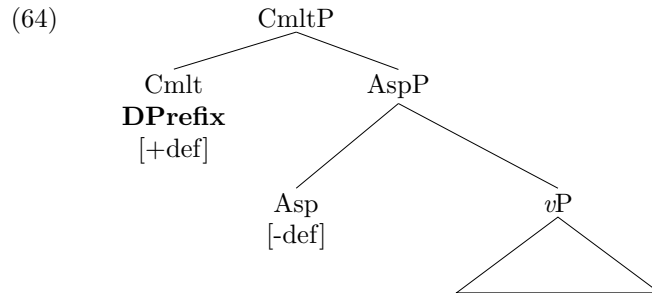 (64) CmltP
Cmlt AspP
DPrefix
[+def]
Asp vP
[-def]